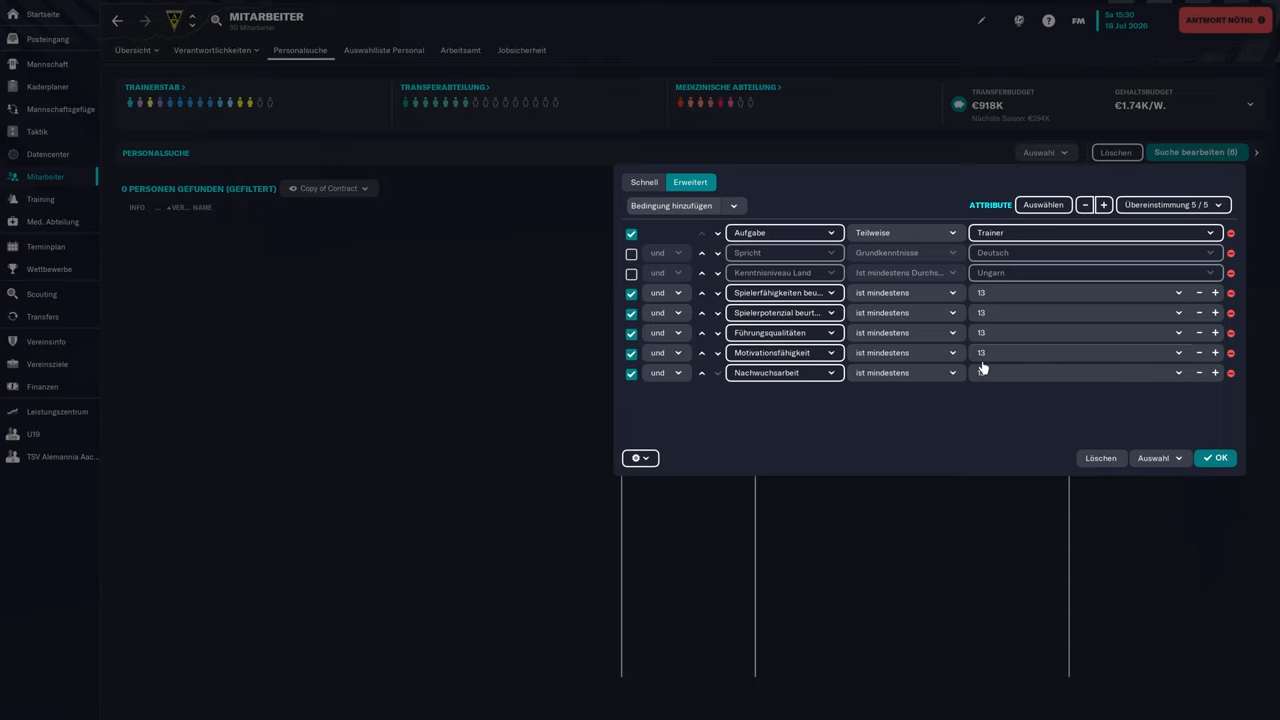 Startseite
Posteingang
Mannschaft
Kaderplaner
Mannschaftsgefüge
Taktik
Datencenter
Mitarbeiter
Training
Med. Abteilung
Terminplan
Wettbewerbe
Scouting
Transfers
Vereinsinfo
Vereinsziele
Finanzen
Leistungszentrum
U19
TSV Alemannia Aac...
MITARBEITER
30 Mitarbeiter
FM
Sa 15:30
18 Jul 2026
ANTWORT NÖTIG
Übersicht
Verantwortlichkeiten
Personalsuche
Auswahlliste Personal
Arbeitsamt
Jobsicherheit
TRAINERSTAB >
TRANSFERABTEILUNG >
MEDIZINISCHE ABTEILUNG >
TRANSFERBUDGET
€918K
Nächste Saison: €294K
GEHALTSBUDGET
€1.74K/W.
PERSONALSUCHE
Auswahl
Löschen
Suche bearbeiten (6)
0 PERSONEN GEFUNDEN (GEFILTERT)
Copy of Contract
INFO ... VER... NAME
Schnell
Erweitert
Bedingung hinzufügen
ATTRIBUTE
Auswählen
- +
Übereinstimmung 5 / 5
Aufgabe Teilweise Trainer
und Spricht Grundkenntnisse Deutsch
und Kenntnisniveau Land Ist mindestens Durchs... Ungarn
und Spielerfähigkeiten beu... ist mindestens 13 - +
und Spielerpotenzial beurt... ist mindestens 13 - +
und Führungsqualitäten ist mindestens 13 - +
und Motivationsfähigkeit ist mindestens 13 - +
und Nachwuchsarbeit ist mindestens - +
Löschen
Auswahl
OK